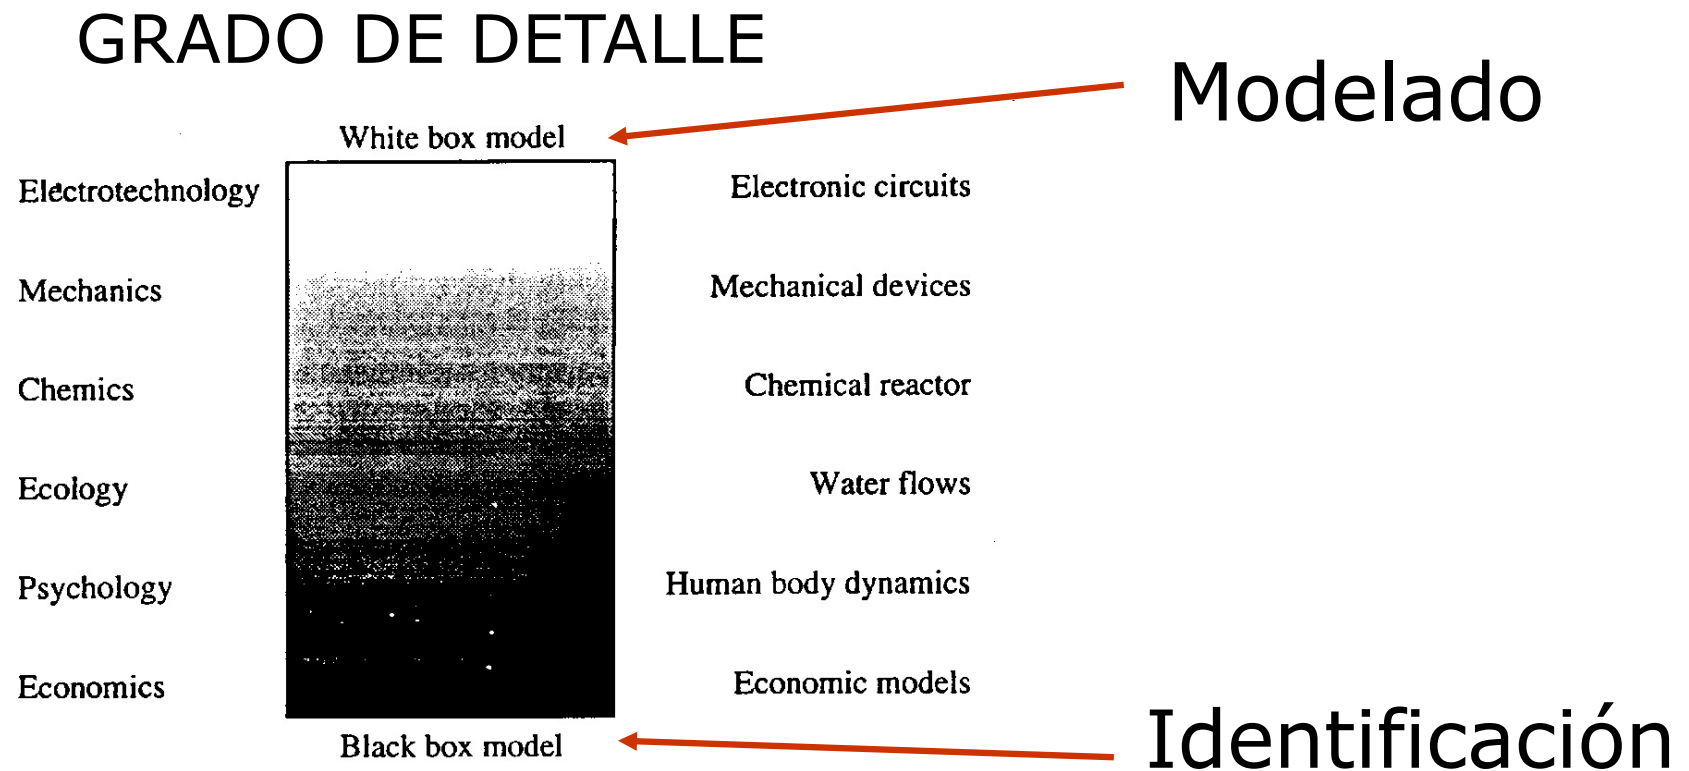 GRADO DE DETALLE
Modelado
White box model
Electrotechnology
Electronic circuits
Mechanics
Mechanical devices
Chemics
Chemical reactor
Ecology
Water flows
Psychology
Human body dynamics
Economics
Economic models
Black box model
Identificación